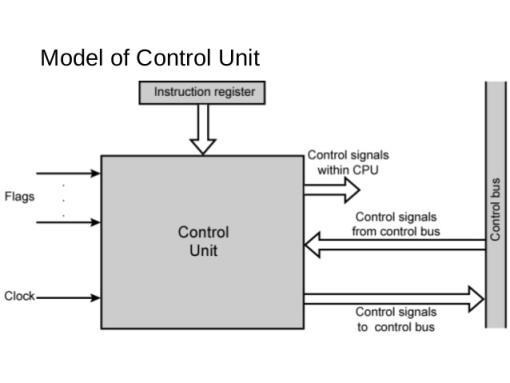 Model of Control Unit
Instruction register
Control signals
within CPU
Flags
Control signals
from control bus
Control
Unit
Control bus
Clock
Control signals
to control bus